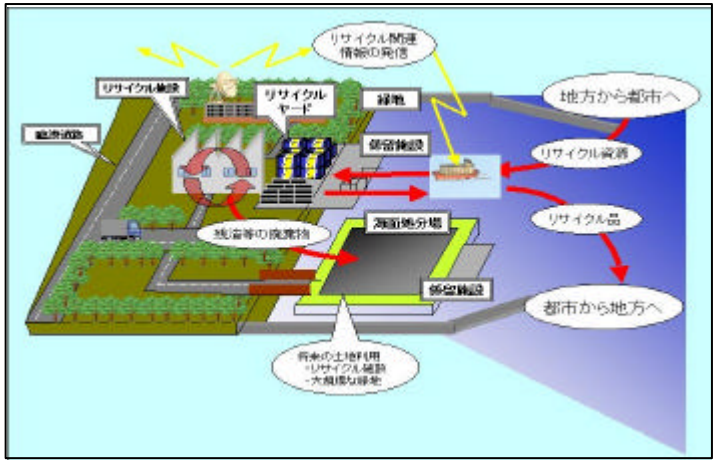 リサイクル関連
情報の発信
地方から都市へ
リサイクル施設
リサイクル
ヤード
緑地
臨港道路
係留施設
リサイクル資源
リサイクル品
残渣等の廃棄物
海面処分場
係留施設
都市から地方へ
将来の土地利用
・リサイクル施設
・大規模な緑地